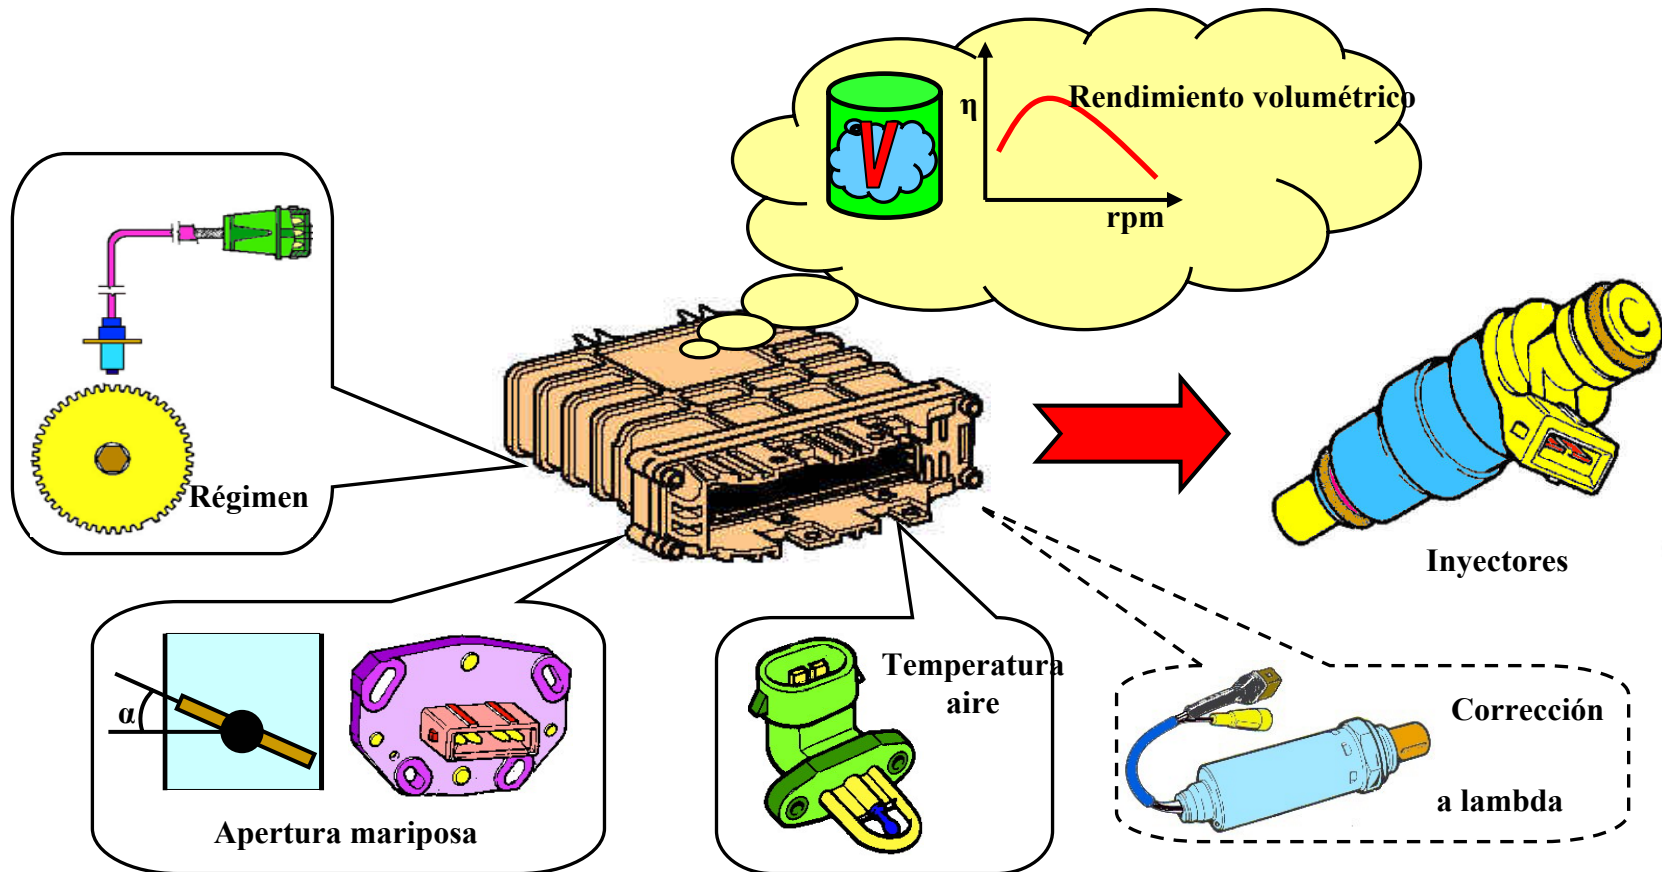 Rendimiento volumétrico
η
V
rpm
Régimen
Inyectores
α
Apertura mariposa
Temperatura
aire
Corrección
a lambda